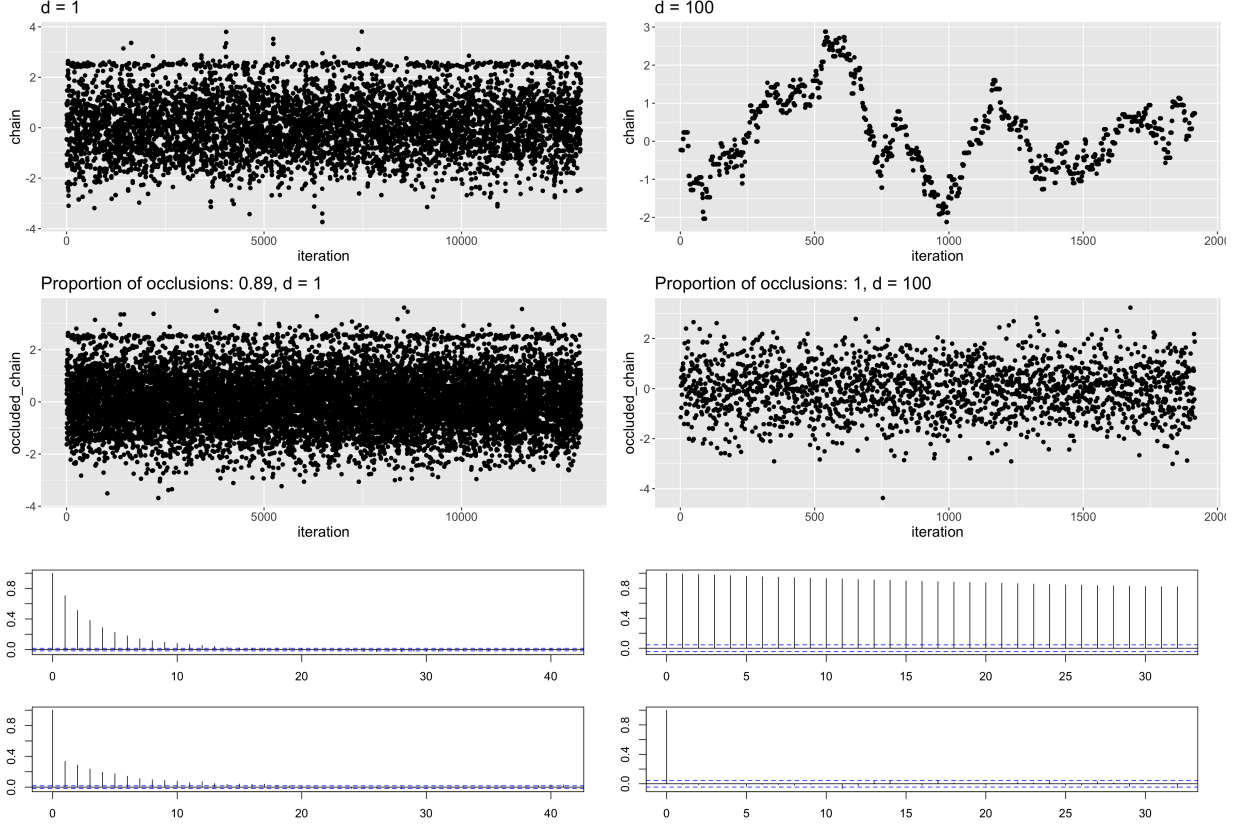 d = 1
4
2
0
-2
-4
chain
0 5000 10000
iteration
d = 100
3
2
1
0
-1
-2
chain
0 500 1000 1500 2000
iteration
Proportion of occlusions: 0.89, d = 1
2
0
-2
-4
occluded_chain
0 5000 10000
iteration
Proportion of occlusions: 1, d = 100
2
0
-2
-4
occluded_chain
0 500 1000 1500 2000
iteration
0.8
0.4
0.0
0 10 20 30 40
0.8
0.4
0.0
0 5 10 15 20 25 30
0.8
0.4
0.0
0 10 20 30 40
0.8
0.4
0.0
0 5 10 15 20 25 30